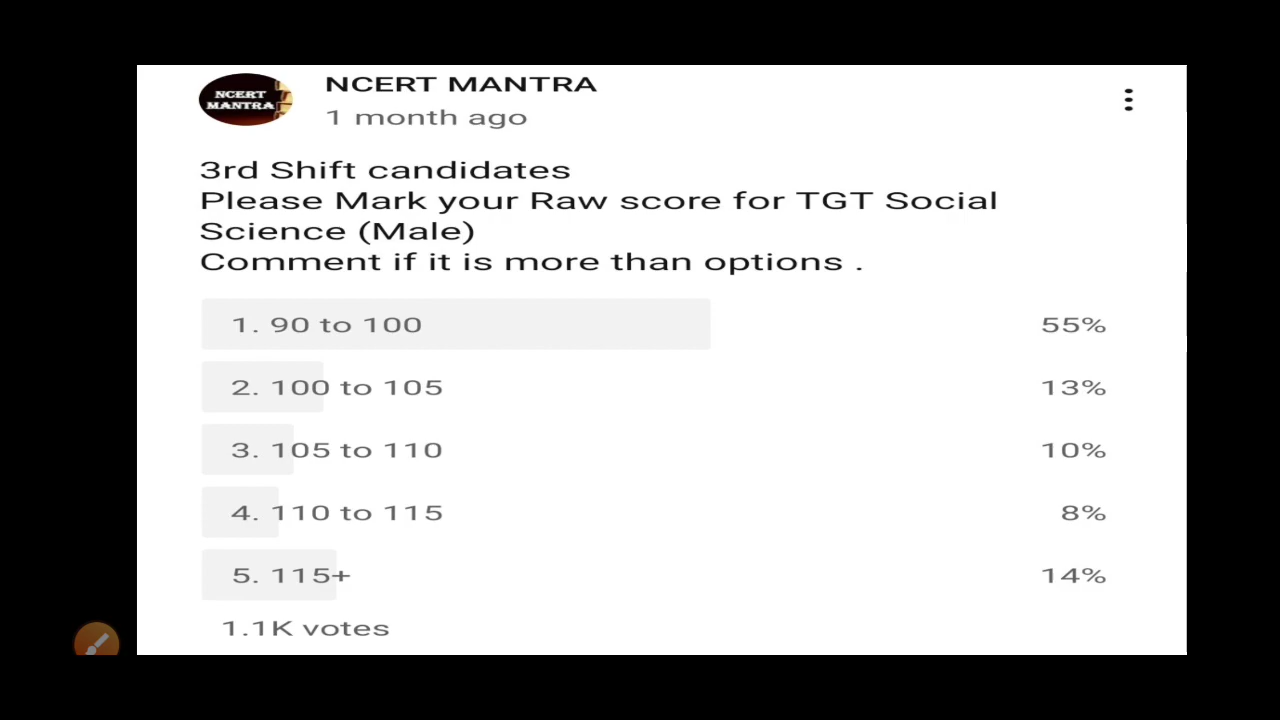 NCERT MANTRA
NCERT
MANTRA
1 month ago
3rd Shift candidates
Please Mark your Raw score for TGT Social
Science (Male)
Comment if it is more than options .
1. 90 to 100 55%
2. 100 to 105 13%
3. 105 to 110 10%
4. 110 to 115 8%
5. 115+ 14%
1.1K votes